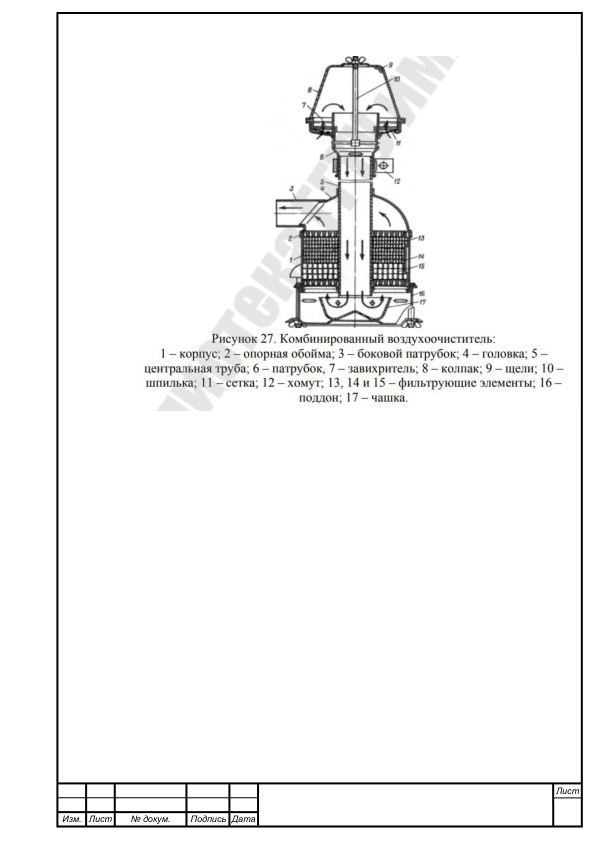 9
10
8
7
11
6
12
5
4
3
2
13
1
14
15
16
17
Рисунок 27. Комбинированный воздухоочиститель:
1 – корпус; 2 – опорная обойма; 3 – боковой патрубок; 4 – головка; 5 –
центральная труба; 6 – патрубок, 7 – завихритель; 8 – колпак; 9 – щели; 10 –
шпилька; 11 – сетка; 12 – хомут; 13, 14 и 15 – фильтрующие элементы; 16 –
поддон; 17 – чашка.
Лист
Изм. Лист № докум. Подпись Дата